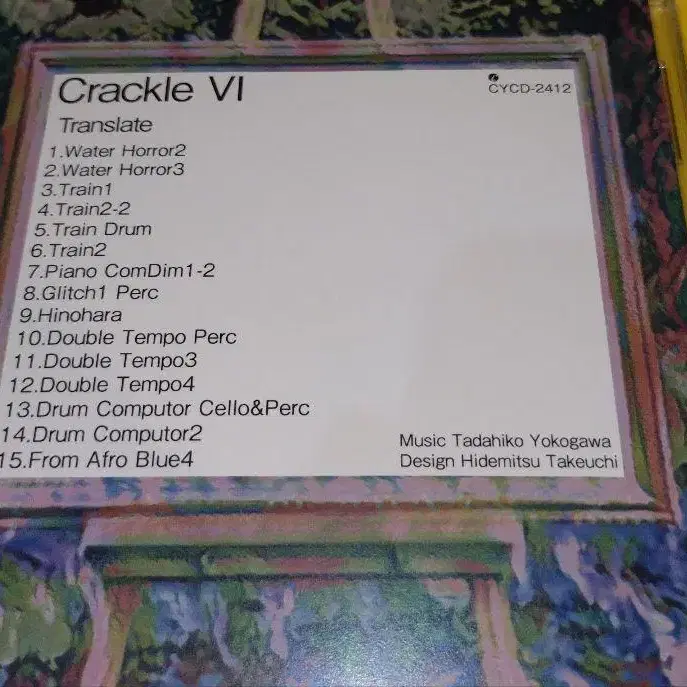 Crackle VI
CYCD-2412
Translate
1.Water Horror2
2.Water Horror3
3.Train1
4.Train2-2
5.Train Drum
6.Train2
7.Piano ComDim1-2
8.Glitch1 Perc
9.Hinohara
10.Double Tempo Perc
11.Double Tempo3
12.Double Tempo4
13.Drum Computor Cello&Perc
14.Drum Computor2
15.From Afro Blue4
Music Tadahiko Yokogawa
Design Hidemitsu Takeuchi